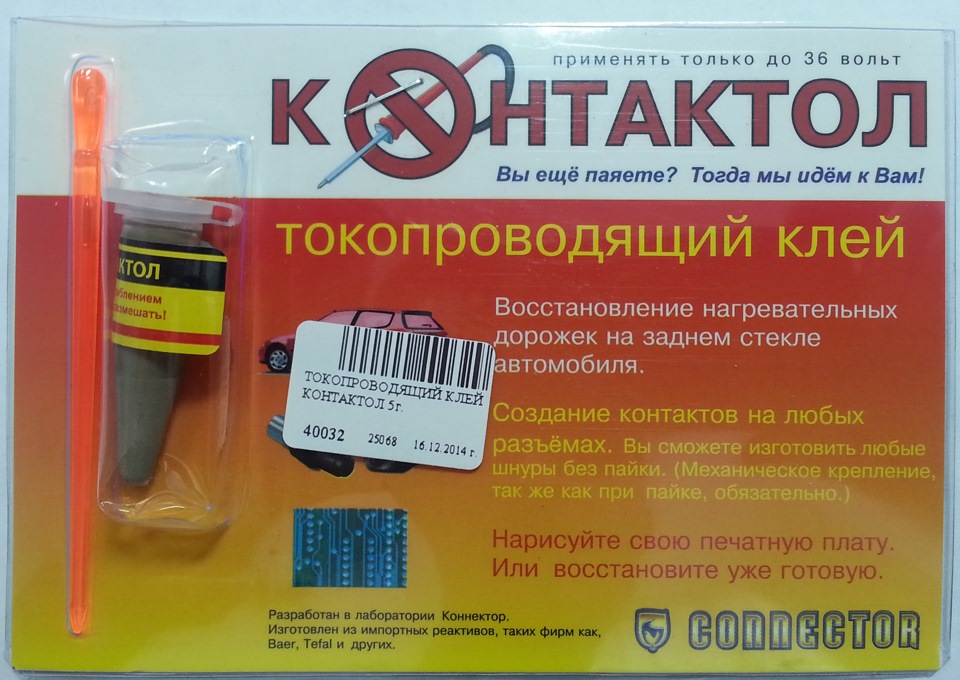 применять только до 36 вольт
КОНТАКТОЛ
Вы ещё паяете? Тогда мы идём к Вам!
токопроводящий клей
КТОЛ
блением
змешать!
Восстановление нагревательных
дорожек на заднем стекле
автомобиля.
ТОКОПРОВОДЯЩИЙ КЛЕЙ
КОНТАКТОЛ 5г.
40032 25068 16.12.2014 г.
Создание контактов на любых
разъёмах. Вы сможете изготовить любые
шнуры без пайки. (Механическое крепление,
так же как при пайке, обязательно.)
Нарисуйте свою печатную плату.
Или восстановите уже готовую.
Разработан в лаборатории Коннектор.
Изготовлен из импортных реактивов, таких фирм как,
Baer, Tefal и других.
CONNECTOR